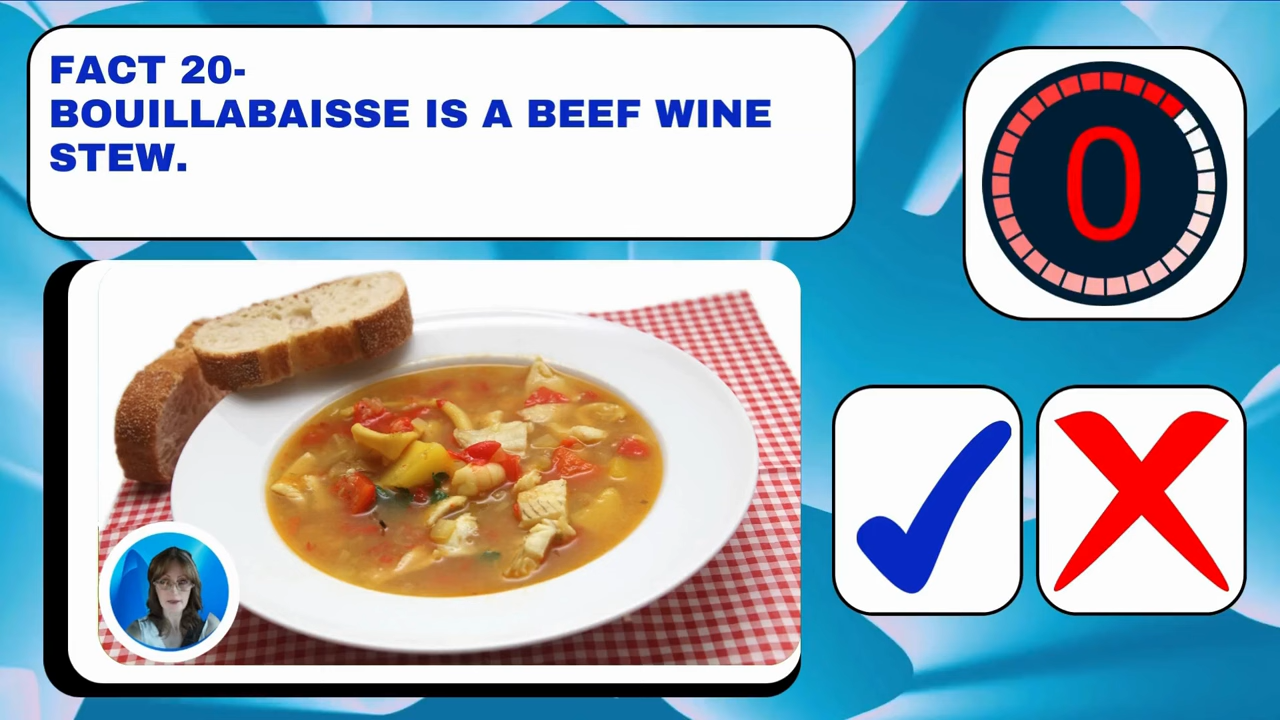 FACT 20-
BOUILLABAISSE IS A BEEF WINE
STEW.
0